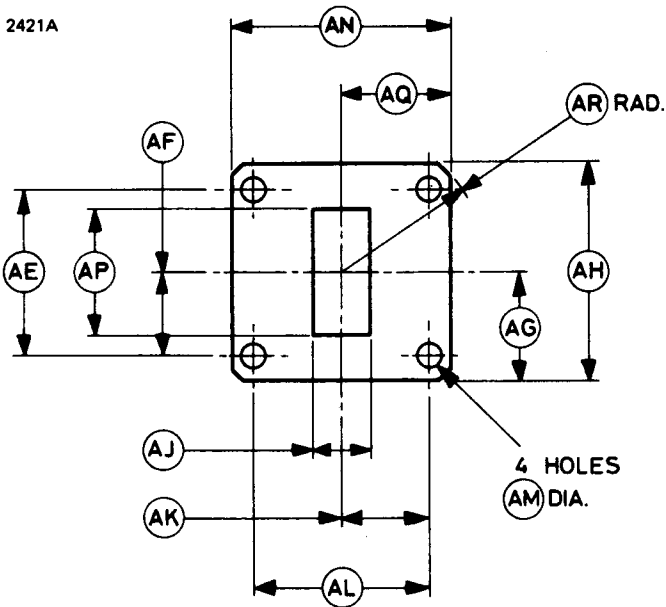 2421A
AN
AQ
AR RAD.
AF
AE
AP
AH
AG
AJ
4 HOLES
AM DIA.
AK
AL